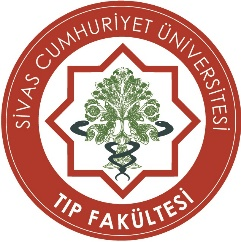 SİVAS CUMHURİYET ÜNİVERSİTESİ
TIP FAKÜLTESİ